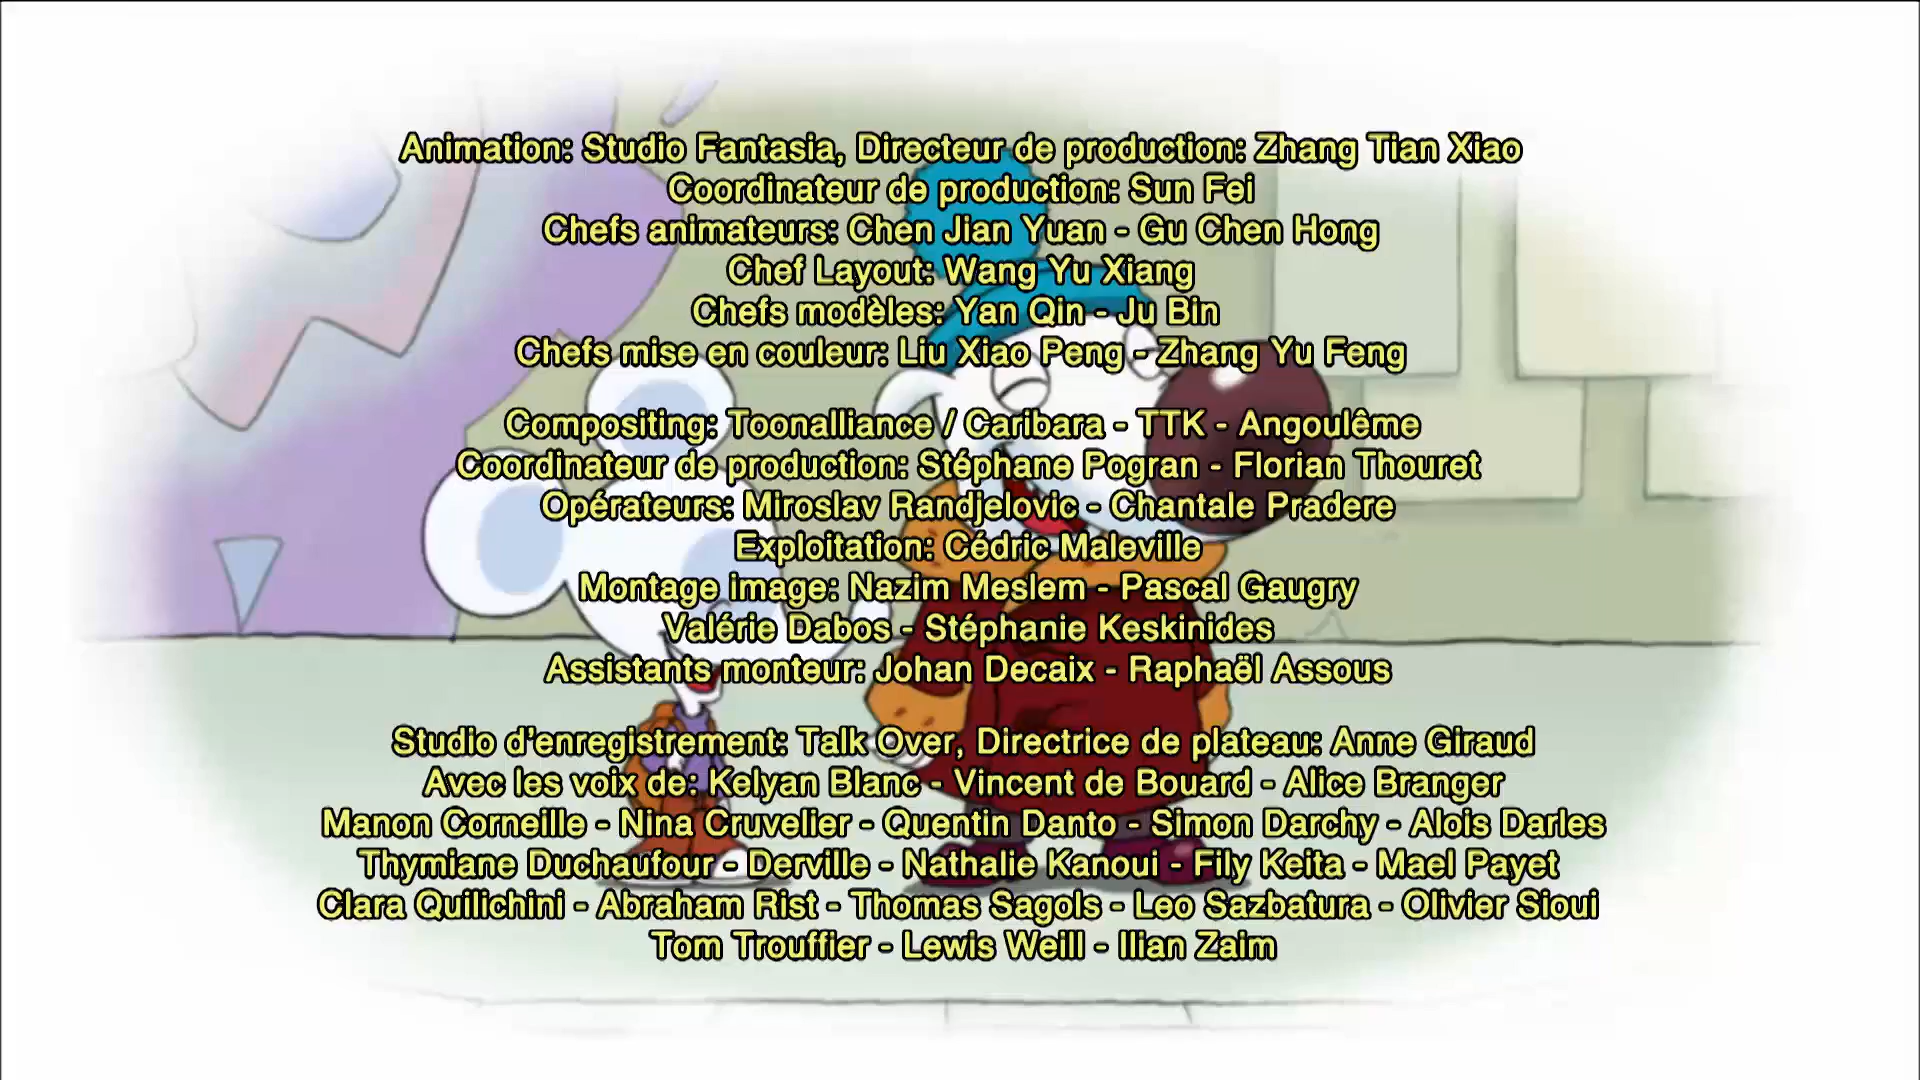 Animation: Studio Fantasia, Directeur de production: Zhang Tian Xiao
Coordinateur de production: Sun Fei
Chefs animateurs: Chen Jian Yuan - Gu Chen Hong
Chef Layout: Wang Yu Xiang
Chefs modèles: Yan Qin - Ju Bin
Chefs mise en couleur: Liu Xiao Peng - Zhang Yu Feng
Compositing: Toonalliance / Caribara - TTK - Angoulême
Coordinateur de production: Stéphane Pogran - Florian Thouret
Opérateurs: Miroslav Randjelovic - Chantale Pradere
Exploitation: Cédric Maleville
Montage image: Nazim Meslem - Pascal Gaugry
Valérie Dabos - Stéphanie Keskinides
Assistants monteur: Johan Decaix - Raphaël Assous
Studio d'enregistrement: Talk Over, Directrice de plateau: Anne Giraud
Avec les voix de: Kelyan Blanc - Vincent de Bouard - Alice Branger
Manon Corneille - Nina Cruvelier - Quentin Danto - Simon Darchy - Alois Darles
Thymiane Duchaufour - Derville - Nathalie Kanoui - Fily Keita - Mael Payet
Clara Quilichini - Abraham Rist - Thomas Sagols - Leo Sazbatura - Olivier Sioui
Tom Trouffier - Lewis Weill - Ilian Zaim